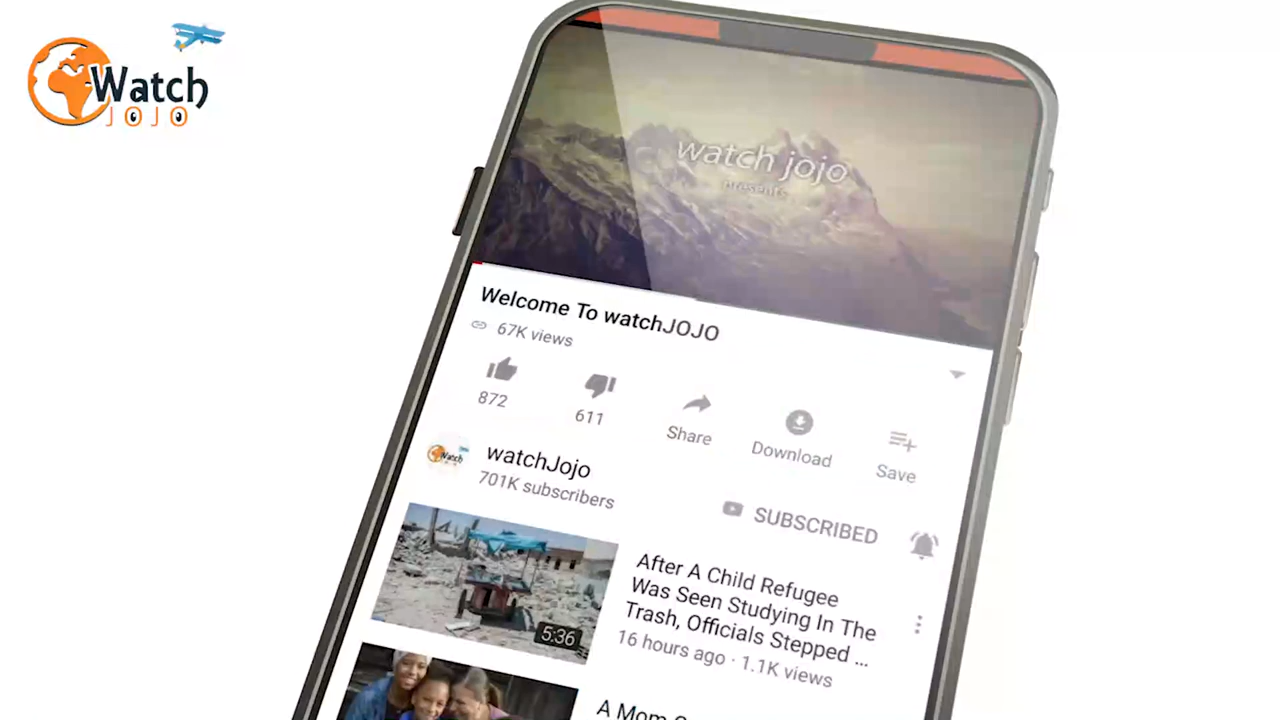 Watch
JOJO
watch jojo
presents
Welcome To watchJOJO
67K views
872
611
Share
Download
Save
Watch
watchJojo
701K subscribers
SUBSCRIBED
5:36
After A Child Refugee
Was Seen Studying In The
Trash, Officials Stepped ...
16 hours ago · 1.1K views
A Mom